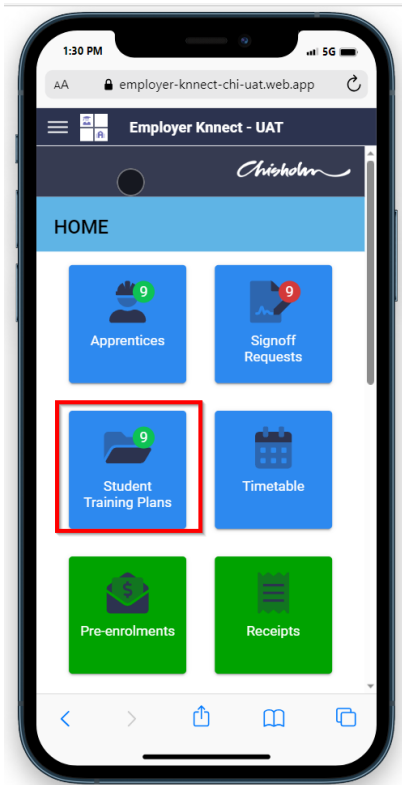 1:30 PM
5G
AA employer-knnect-chi-uat.web.app
Employer Knnect - UAT
Chisholm
HOME
9
Apprentices
9
Signoff
Requests
9
Student
Training Plans
Timetable
$
Pre-enrolments
Receipts